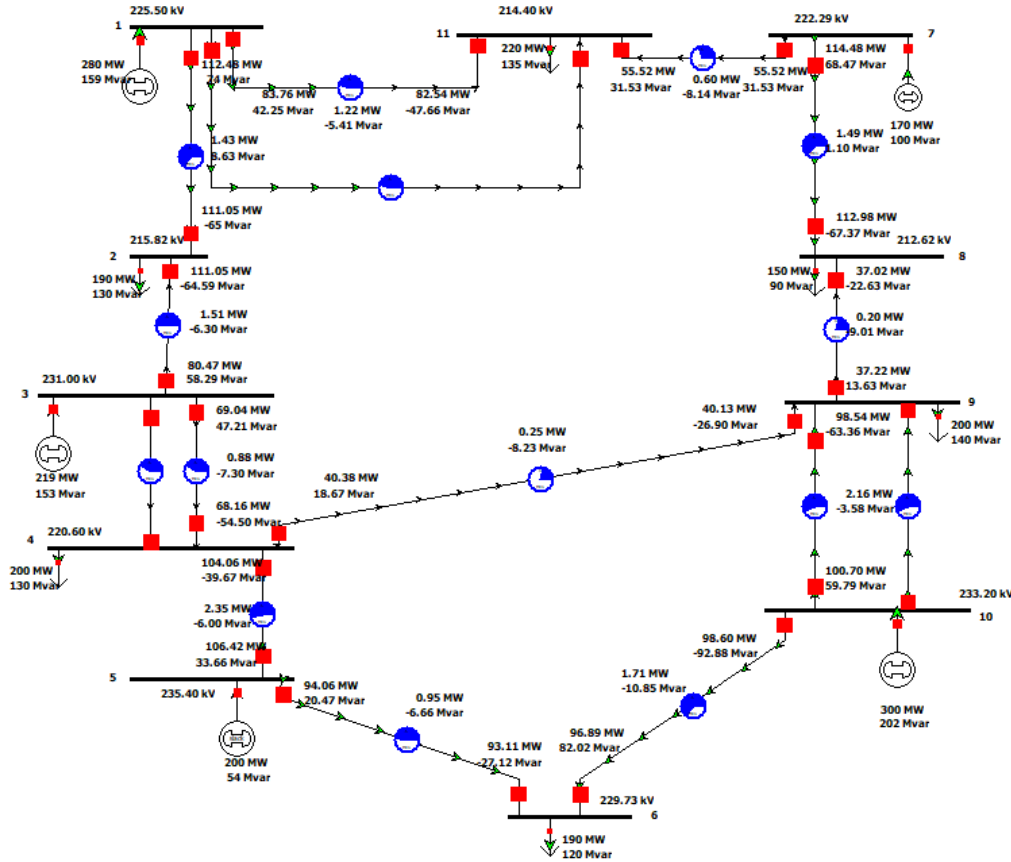 225.50 kV
1
280 MW
159 Mvar
112.48 MW
74 Mvar
83.76 MW
42.25 Mvar
1.22 MW
-5.41 Mvar
82.54 MW
-47.66 Mvar
214.40 kV
11
220 MW
135 Mvar
55.52 MW
31.53 Mvar
0.60 MW
-8.14 Mvar
55.52 MW
31.53 Mvar
222.29 kV
7
114.48 MW
68.47 Mvar
170 MW
100 Mvar
1.43 MW
8.63 Mvar
1.49 MW
1.10 Mvar
111.05 MW
-65 Mvar
215.82 kV
2
190 MW
130 Mvar
111.05 MW
-64.59 Mvar
112.98 MW
-67.37 Mvar
212.62 kV
8
150 MW
90 Mvar
37.02 MW
-22.63 Mvar
1.51 MW
-6.30 Mvar
0.20 MW
9.01 Mvar
80.47 MW
58.29 Mvar
37.22 MW
13.63 Mvar
231.00 kV
3
69.04 MW
47.21 Mvar
219 MW
153 Mvar
0.88 MW
-7.30 Mvar
68.16 MW
-54.50 Mvar
40.13 MW
-26.90 Mvar
0.25 MW
-8.23 Mvar
40.38 MW
18.67 Mvar
9
98.54 MW
-63.36 Mvar
200 MW
140 Mvar
2.16 MW
-3.58 Mvar
220.60 kV
4
200 MW
130 Mvar
104.06 MW
-39.67 Mvar
2.35 MW
-6.00 Mvar
106.42 MW
33.66 Mvar
100.70 MW
59.79 Mvar
233.20 kV
10
98.60 MW
-92.88 Mvar
300 MW
202 Mvar
1.71 MW
-10.85 Mvar
96.89 MW
82.02 Mvar
5
235.40 kV
94.06 MW
20.47 Mvar
200 MW
54 Mvar
0.95 MW
-6.66 Mvar
93.11 MW
-27.12 Mvar
229.73 kV
6
190 MW
120 Mvar